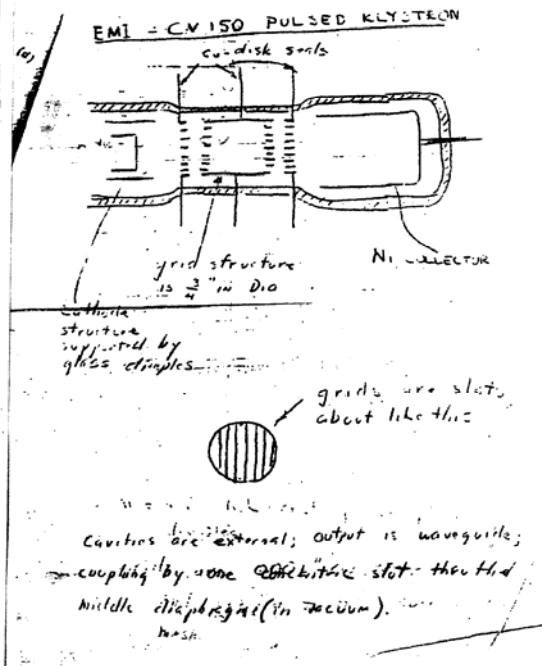 EMI - CV 150 PULSED KLYSTRON
(a)
cu-disk seals
grid structure
is 3/4" IN DIA
NI COLLECTOR
Cathode
structure
supported by
glass dimples
grids are slots
about like this
Cavities are external; output is waveguide;
coupling by one slot thru the
middle diaphragm (in vacuum).